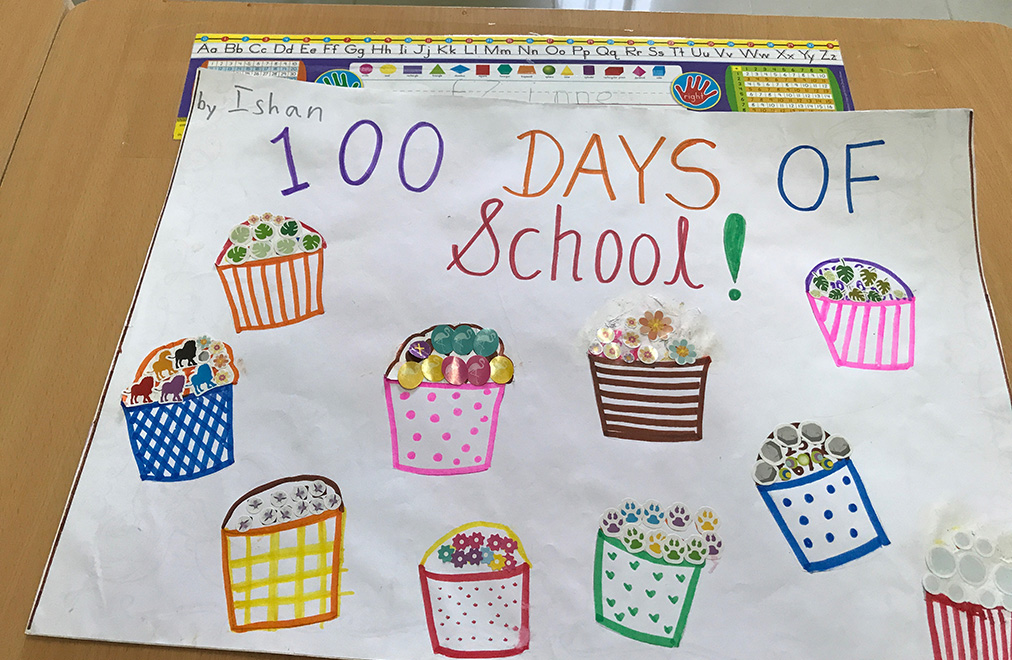 Aa Bb Cc Dd Ee Ff Gg Hh Ii Jj Kk Ll Mm Nn Oo Pp Qq Rr Ss Tt Uu Vv Ww Xx Yy Zz
right
by Ishan
100 DAYS OF
School!